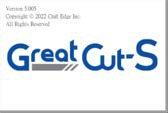 Version 5.005
Copyright © 2022 Craft Edge Inc.
All Rights Reserved
Great Cut-S